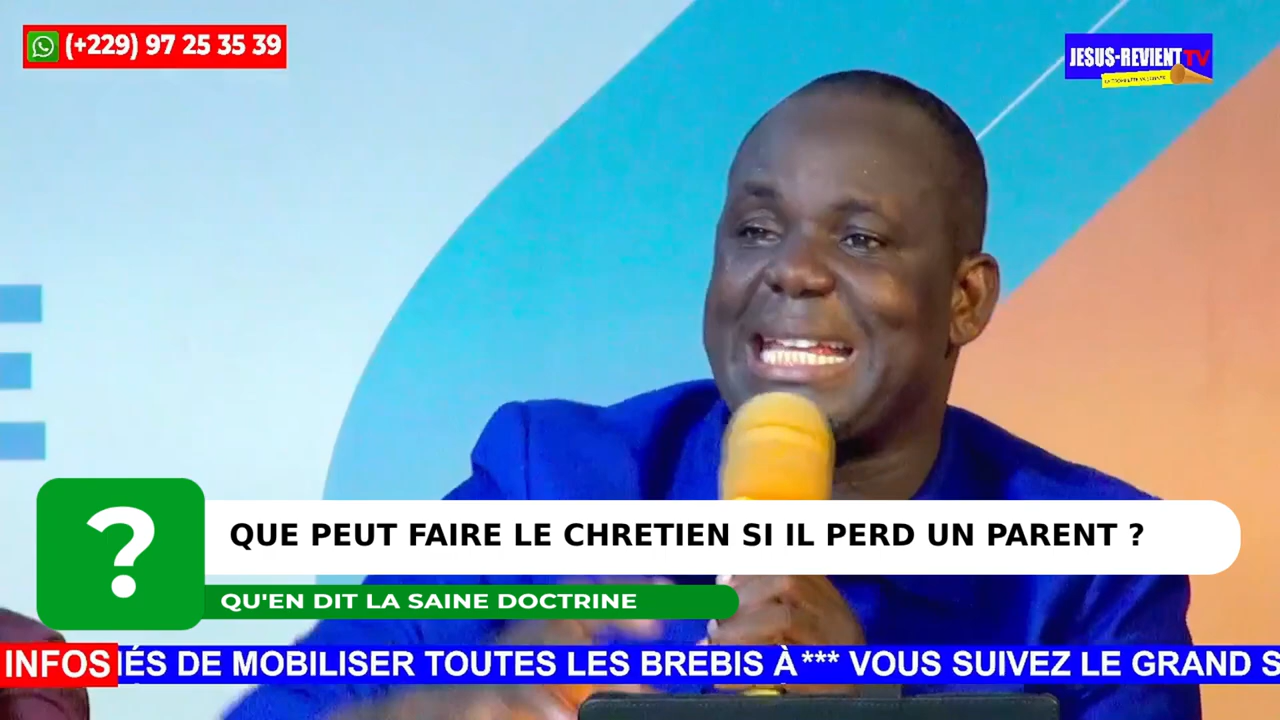 (+229) 97 25 35 39
JESUS-REVIENT TV
E
?
QUE PEUT FAIRE LE CHRETIEN SI IL PERD UN PARENT ?
QU'EN DIT LA SAINE DOCTRINE
INFOS
IÉS DE MOBILISER TOUTES LES BREBIS À *** VOUS SUIVEZ LE GRAND S